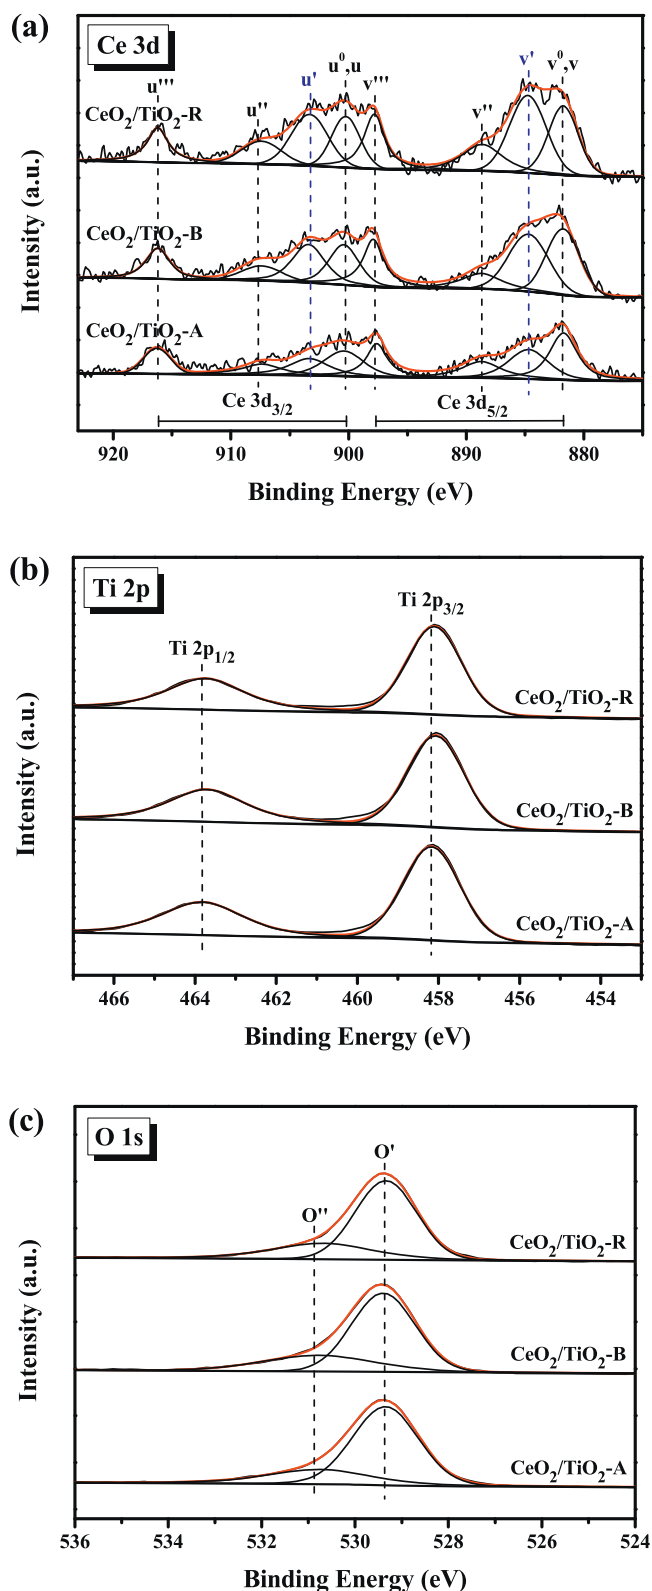 (a)
Ce 3d
u''' u'' u' u⁰,u v''' v'' v' v⁰,v
CeO₂/TiO₂-R
CeO₂/TiO₂-B
CeO₂/TiO₂-A
Ce 3d₃/₂ Ce 3d₅/₂
Intensity (a.u.)
920 910 900 890 880
Binding Energy (eV)
(b)
Ti 2p
Ti 2p₁/₂ Ti 2p₃/₂
CeO₂/TiO₂-R
CeO₂/TiO₂-B
CeO₂/TiO₂-A
Intensity (a.u.)
466 464 462 460 458 456 454
Binding Energy (eV)
(c)
O 1s
O'' O'
CeO₂/TiO₂-R
CeO₂/TiO₂-B
CeO₂/TiO₂-A
Intensity (a.u.)
536 534 532 530 528 526 524
Binding Energy (eV)